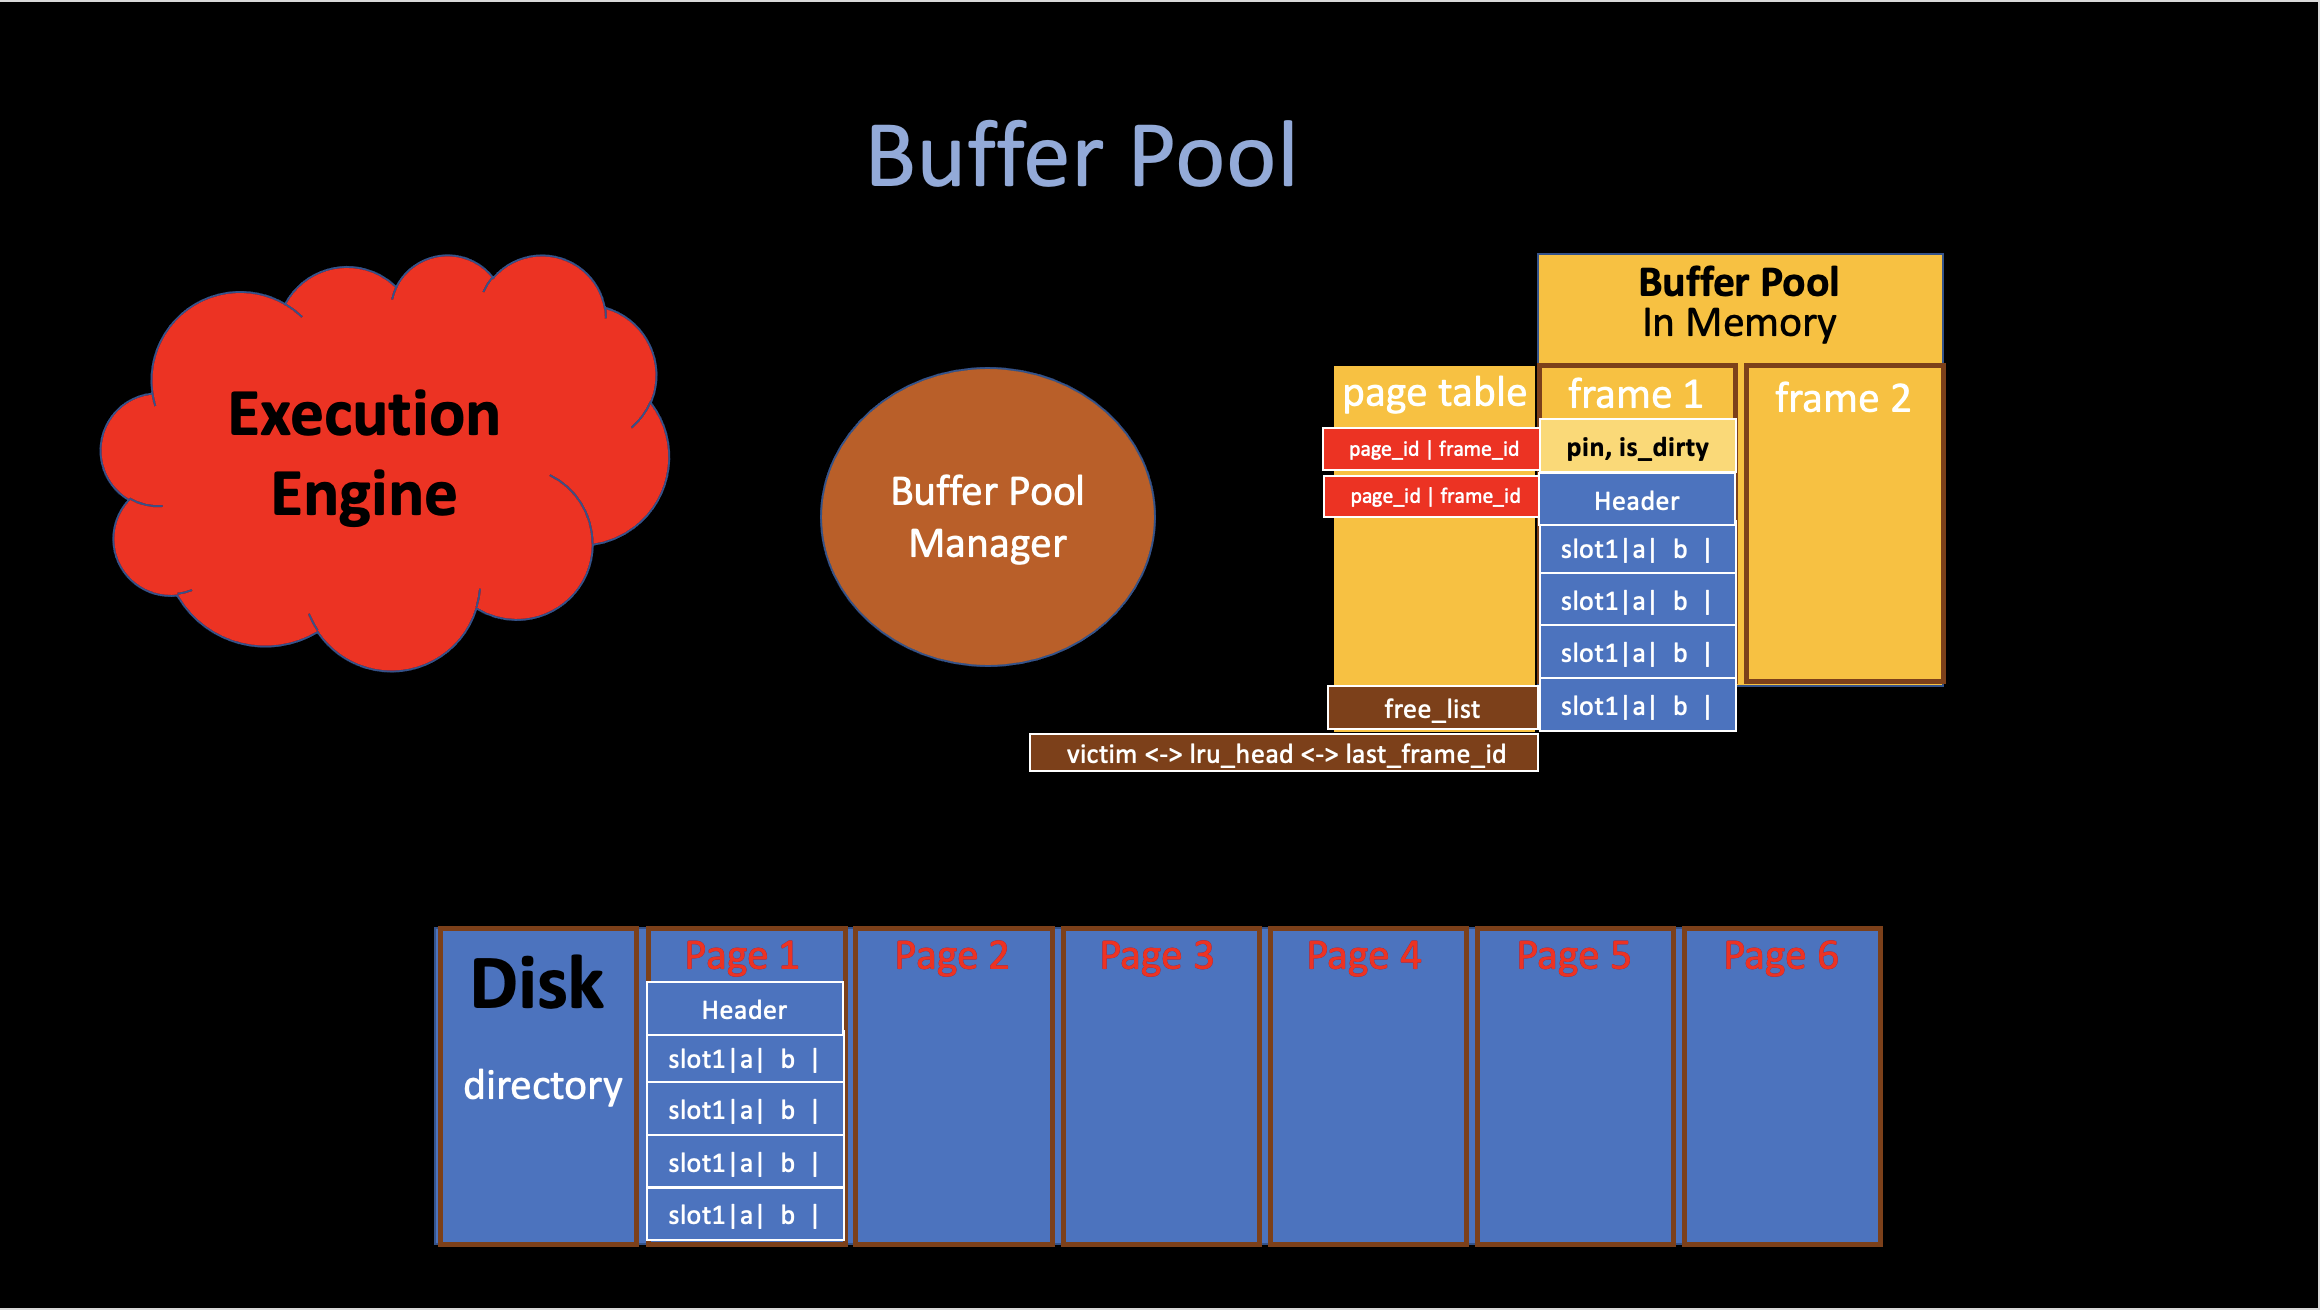 Buffer Pool
Execution
Engine
Buffer Pool
Manager
Buffer Pool
In Memory
page table
frame 1
frame 2
page_id | frame_id
pin, is_dirty
page_id | frame_id
Header
slot1|a| b |
slot1|a| b |
slot1|a| b |
free_list
slot1|a| b |
victim <-> lru_head <-> last_frame_id
Disk
directory
Page 1
Header
slot1|a| b |
slot1|a| b |
slot1|a| b |
slot1|a| b |
Page 2
Page 3
Page 4
Page 5
Page 6